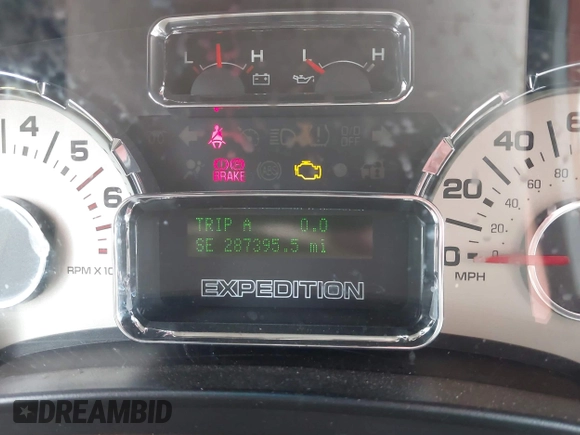 L H L H
BRAKE
4 5 6
RPM X 10
TRIP A 0.0
SE 287395.5 mi
EXPEDITION
0 20 40 60
0 20 40 80
MPH
DREAMBID